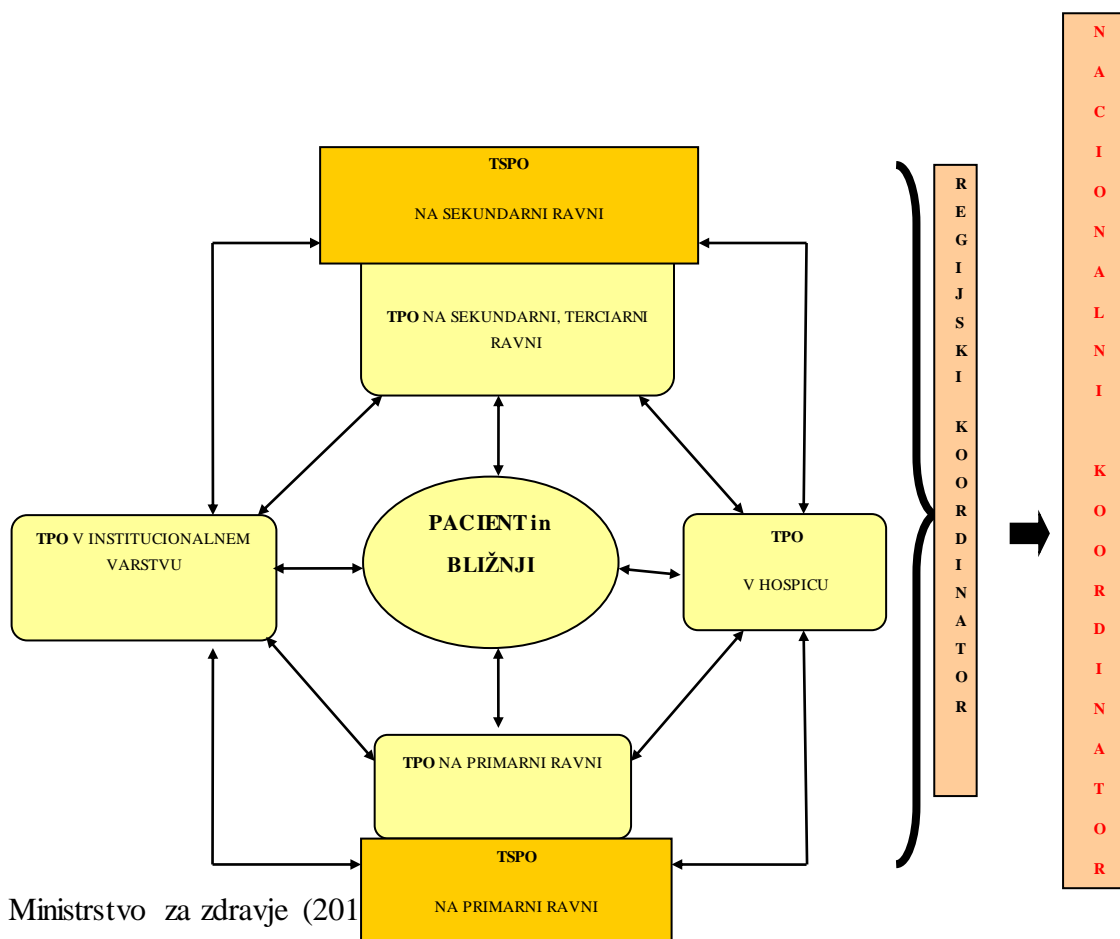 TSPO
NA SEKUNDARNI RAVNI
TPO NA SEKUNDARNI, TERCIARNI
RAVNI
TPO V INSTITUCIONALNEM
VARSTVU
PACIENT in
BLIŽNJI
TPO
V HOSPICU
TPO NA PRIMARNI RAVNI
TSPO
NA PRIMARNI RAVNI
REGIJSKI KOORDINATOR
NACIONALNI KOORDINATOR
Ministrstvo za zdravje (201